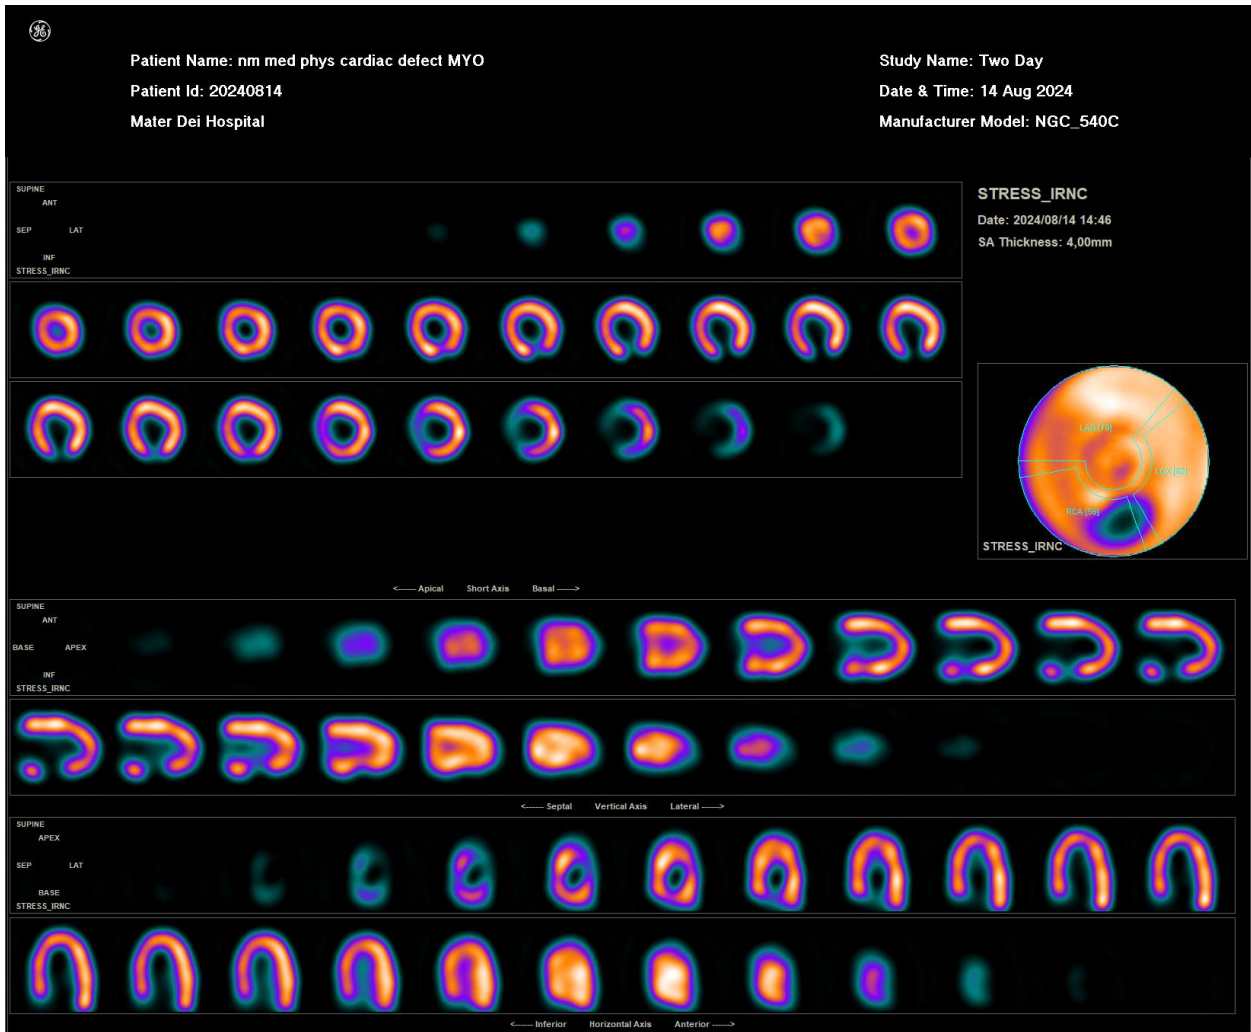 Patient Name: nm med phys cardiac defect MYO
Patient Id: 20240814
Mater Dei Hospital
Study Name: Two Day
Date & Time: 14 Aug 2024
Manufacturer Model: NGC_540C
SUPINE
ANT
SEP LAT
INF
STRESS_IRNC
STRESS_IRNC
Date: 2024/08/14 14:46
SA Thickness: 4,00mm
LAD [79]
LCX [82]
RCA [69]
STRESS_IRNC
<------ Apical Short Axis Basal ------>
SUPINE
ANT
BASE APEX
INF
STRESS_IRNC
<------ Septal Vertical Axis Lateral ------>
SUPINE
APEX
SEP LAT
BASE
STRESS_IRNC
<------ Inferior Horizontal Axis Anterior ------>